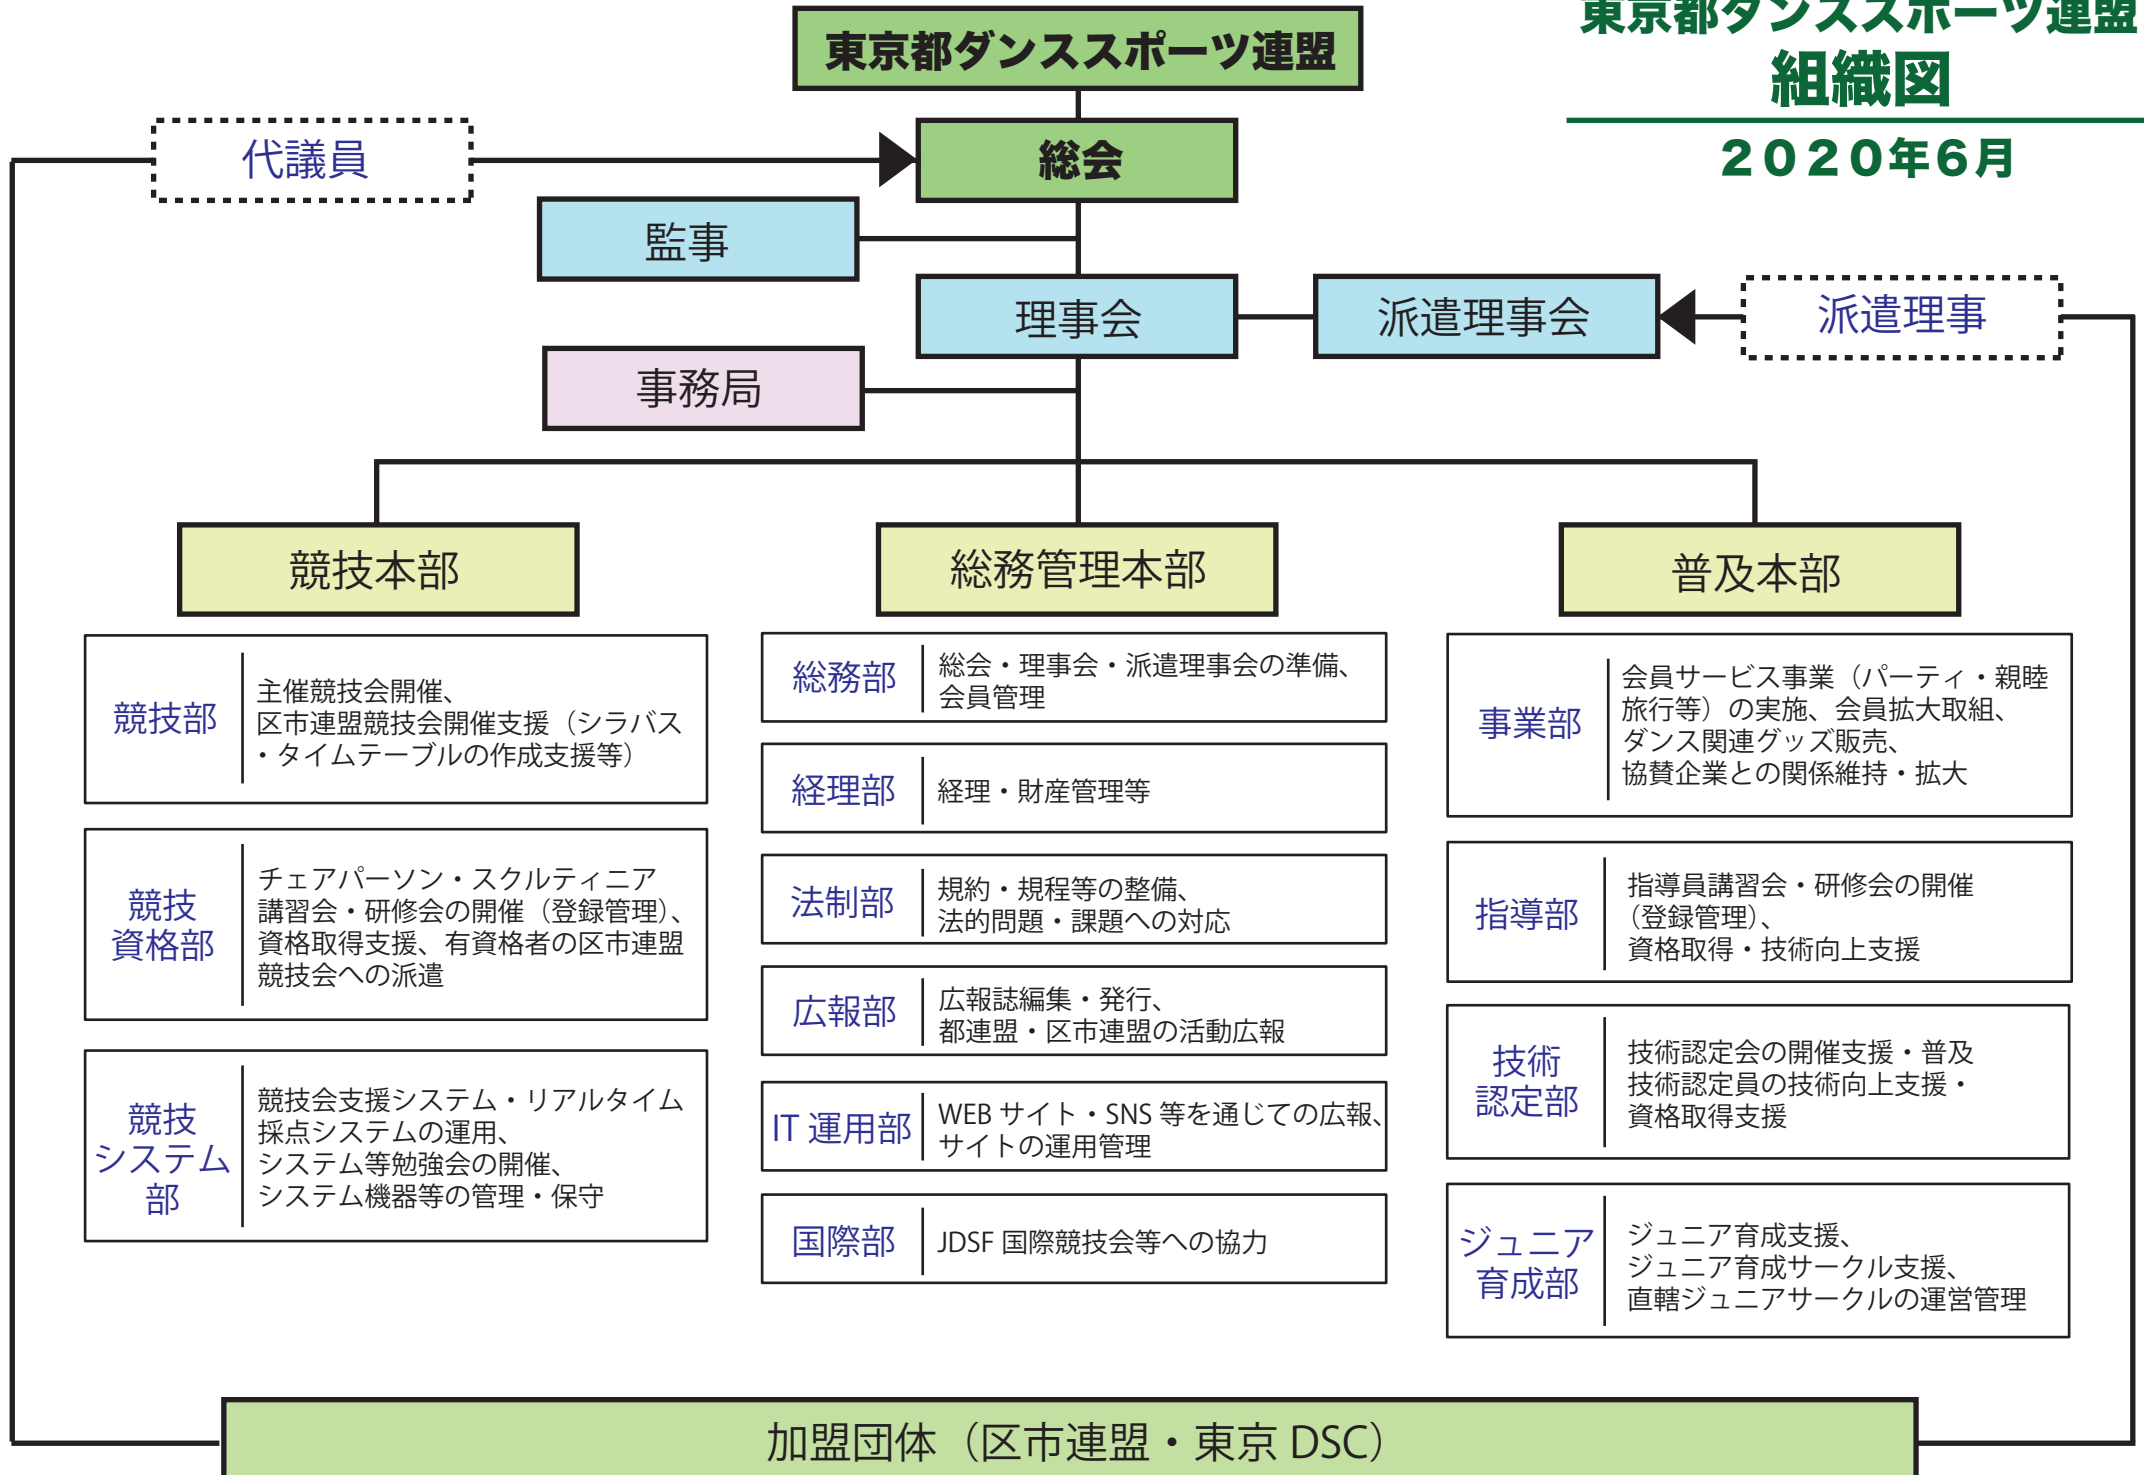 東京都ダンススポーツ連盟
組織図
２０２０年６月
東京都ダンススポーツ連盟
代議員
総会
監事
理事会
派遣理事会
派遣理事
事務局
競技本部
競技部
主催競技会開催、
区市連盟競技会開催支援（シラバス
・タイムテーブルの作成支援等）
競技
資格部
チェアパーソン・スクルティニア
講習会・研修会の開催（登録管理）、
資格取得支援、有資格者の区市連盟
競技会への派遣
競技
システム
部
競技会支援システム・リアルタイム
採点システムの運用、
システム等勉強会の開催、
システム機器等の管理・保守
総務管理本部
総務部
総会・理事会・派遣理事会の準備、
会員管理
経理部
経理・財産管理等
法制部
規約・規程等の整備、
法的問題・課題への対応
広報部
広報誌編集・発行、
都連盟・区市連盟の活動広報
IT 運用部
WEB サイト・SNS 等を通じての広報、
サイトの運用管理
国際部
JDSF 国際競技会等への協力
普及本部
事業部
会員サービス事業（パーティ・親睦
旅行等）の実施、会員拡大取組、
ダンス関連グッズ販売、
協賛企業との関係維持・拡大
指導部
指導員講習会・研修会の開催
（登録管理）、
資格取得・技術向上支援
技術
認定部
技術認定会の開催支援・普及
技術認定員の技術向上支援・
資格取得支援
ジュニア
育成部
ジュニア育成支援、
ジュニア育成サークル支援、
直轄ジュニアサークルの運営管理
加盟団体（区市連盟・東京 DSC）